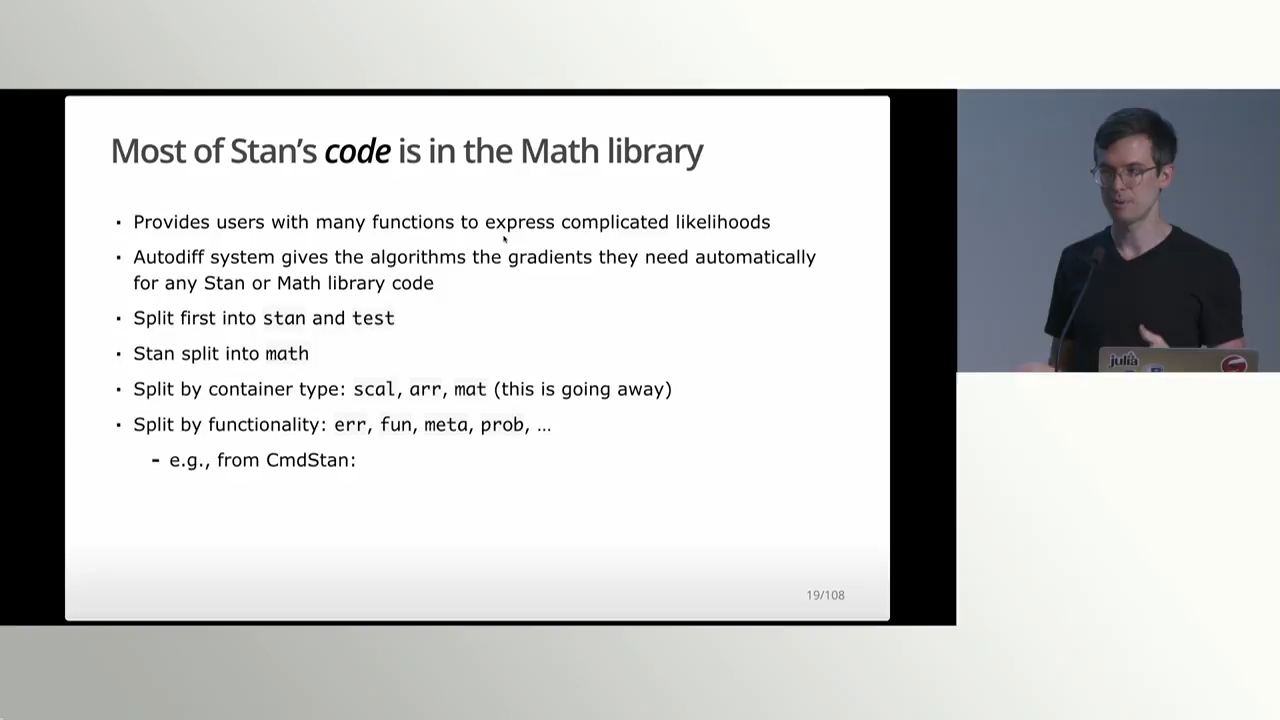 Most of Stan's code is in the Math library
· Provides users with many functions to express complicated likelihoods
· Autodiff system gives the algorithms the gradients they need automatically
for any Stan or Math library code
· Split first into stan and test
· Stan split into math
· Split by container type: scal, arr, mat (this is going away)
· Split by functionality: err, fun, meta, prob, …
- e.g., from CmdStan:
19/108
julia